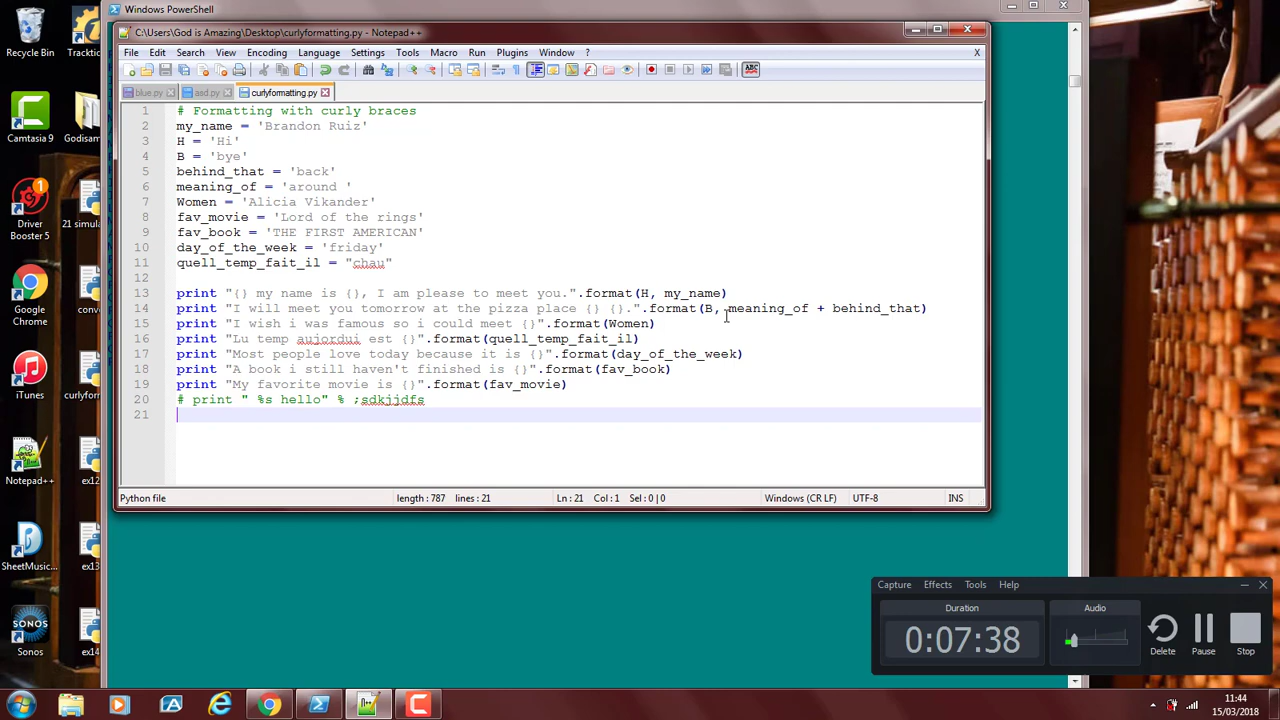 Windows PowerShell
C:\Users\God is Amazing\Desktop\curlyformatting.py - Notepad++
File Edit Search View Encoding Language Settings Tools Macro Run Plugins Window ? X
blue.py asd.py curlyformatting.py
1 # Formatting with curly braces
2 my_name = 'Brandon Ruiz'
3 H = 'Hi'
4 B = 'bye'
5 behind_that = 'back'
6 meaning_of = 'around '
7 Women = 'Alicia Vikander'
8 fav_movie = 'Lord of the rings'
9 fav_book = 'THE FIRST AMERICAN'
10 day_of_the_week = 'friday'
11 quell_temp_fait_il = "chau"
12
13 print "{} my name is {}, I am please to meet you.".format(H, my_name)
14 print "I will meet you tomorrow at the pizza place {} {}.".format(B, meaning_of + behind_that)
15 print "I wish i was famous so i could meet {}".format(Women)
16 print "Lu temp aujordui est {}".format(quell_temp_fait_il)
17 print "Most people love today because it is {}".format(day_of_the_week)
18 print "A book i still haven't finished is {}".format(fav_book)
19 print "My favorite movie is {}".format(fav_movie)
20 # print " %s hello" % ;sdkjjdfs
21
Python file length : 787 lines : 21 Ln : 21 Col : 1 Sel : 0 | 0 Windows (CR LF) UTF-8 INS
Recycle Bin
Tracktic
Camtasia 9
Godisam
Driver
Booster 5
21 simula
Google
Chrome
conve
iTunes
curlyform
Notepad++
ex12
SheetMusic...
ex13
Sonos
ex14
Capture Effects Tools Help
Duration
0:07:38
Audio
Delete Pause Stop
11:44
15/03/2018